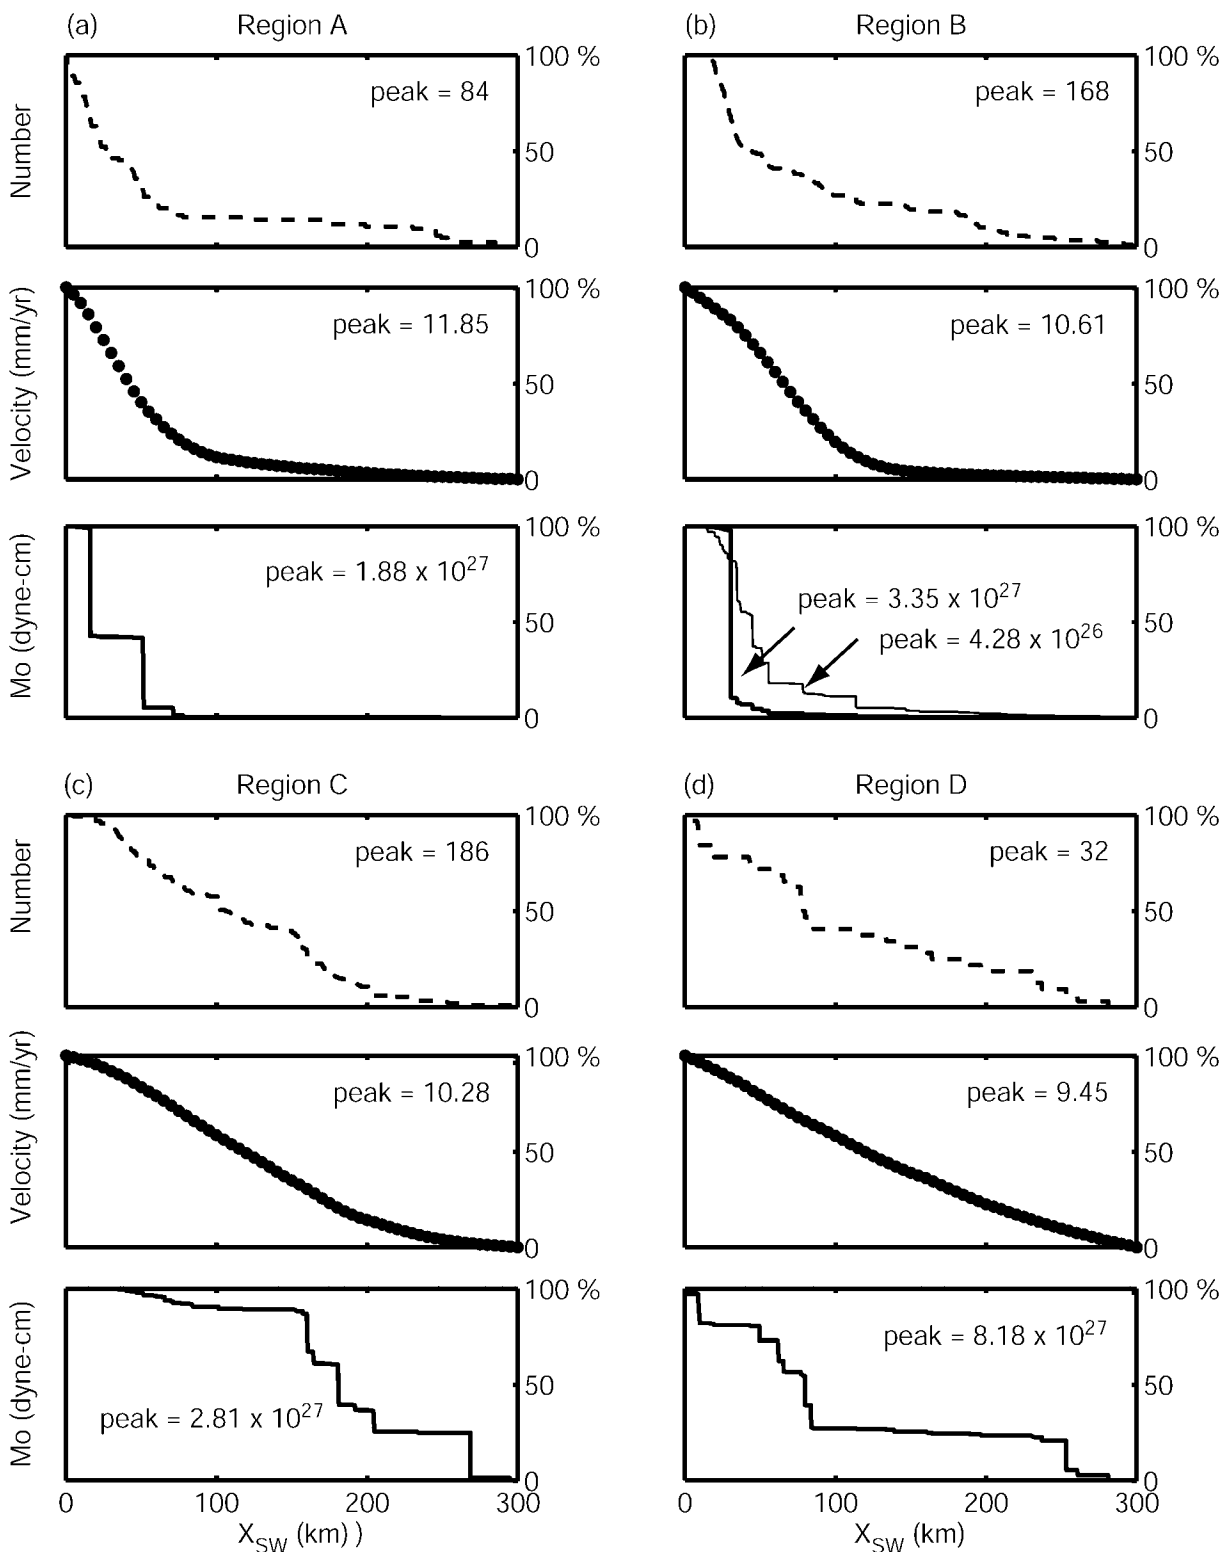 (a) Region A
Number
100 %
50
0
peak = 84
Velocity (mm/yr)
100 %
50
0
peak = 11.85
Mo (dyne-cm)
100 %
50
0
peak = 1.88 x 10^27
(b) Region B
100 %
50
0
peak = 168
100 %
50
0
peak = 10.61
100 %
50
0
peak = 3.35 x 10^27
peak = 4.28 x 10^26
(c) Region C
Number
100 %
50
0
peak = 186
Velocity (mm/yr)
100 %
50
0
peak = 10.28
Mo (dyne-cm)
100 %
50
0
peak = 2.81 x 10^27
0 100 200 300
X_SW (km) )
(d) Region D
100 %
50
0
peak = 32
100 %
50
0
peak = 9.45
100 %
50
0
peak = 8.18 x 10^27
0 100 200 300
X_SW (km)